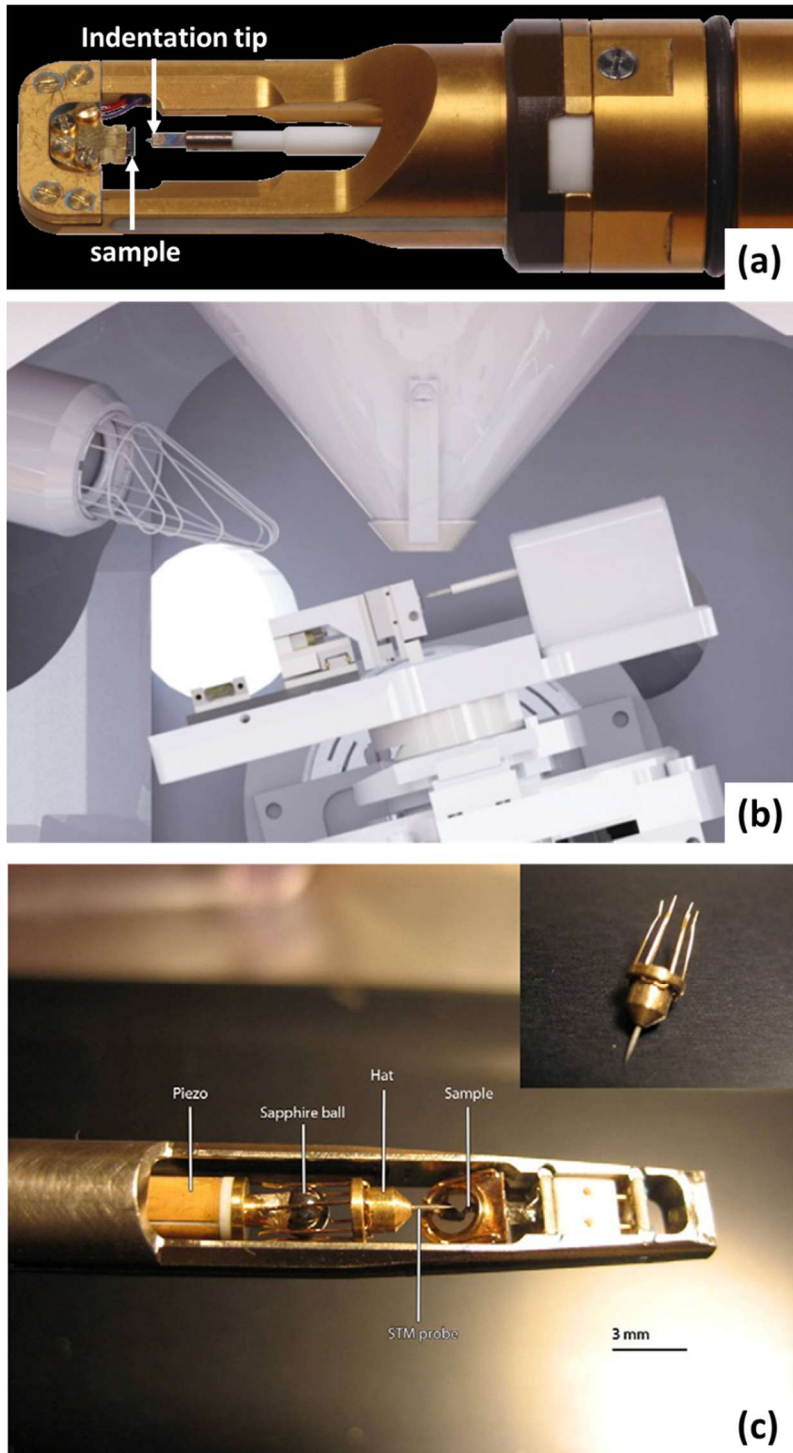 Indentation tip
sample
(a)
(b)
Hat
Piezo
Sample
Sapphire ball
STM probe
3 mm
(c)